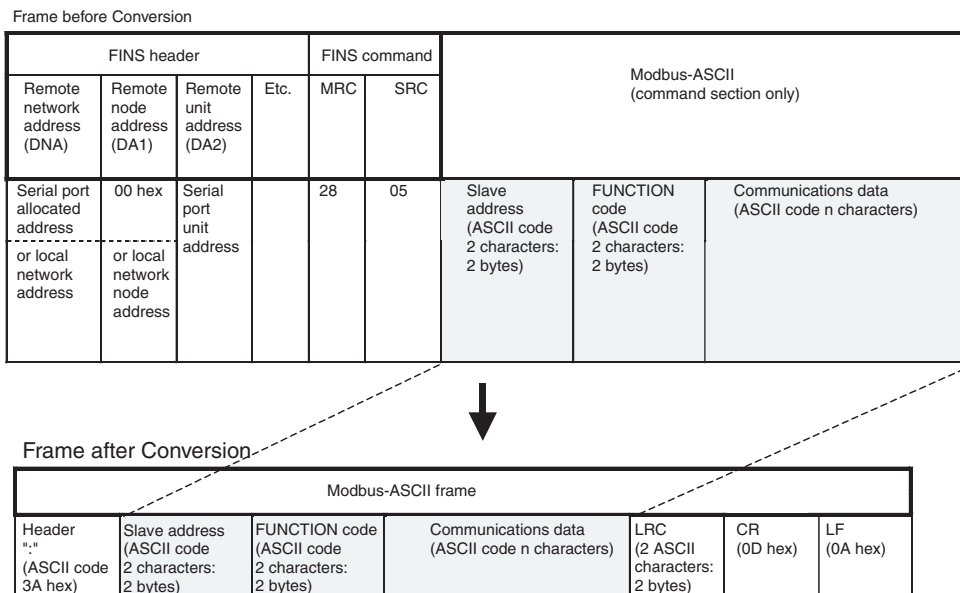 Frame before Conversion
FINS header
FINS command
Modbus-ASCII
(command section only)
Remote
network
address
(DNA)
Remote
node
address
(DA1)
Remote
unit
address
(DA2)
Etc.
MRC
SRC
Serial port
allocated
address
or local
network
address
00 hex
or local
network
node
address
Serial
port
unit
address
28
05
Slave
address
(ASCII code
2 characters:
2 bytes)
FUNCTION
code
(ASCII code
2 characters:
2 bytes)
Communications data
(ASCII code n characters)
Frame after Conversion
Modbus-ASCII frame
Header
":"
(ASCII code
3A hex)
Slave address
(ASCII code
2 characters:
2 bytes)
FUNCTION code
(ASCII code
2 characters:
2 bytes)
Communications data
(ASCII code n characters)
LRC
(2 ASCII
characters:
2 bytes)
CR
(0D hex)
LF
(0A hex)